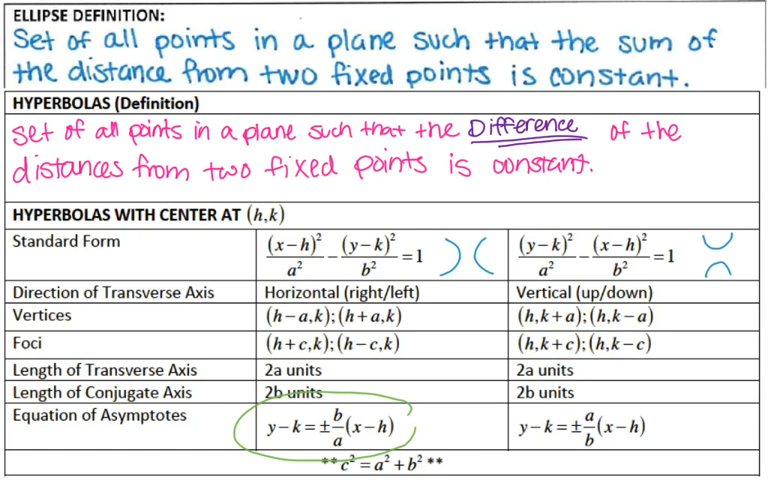 ELLIPSE DEFINITION:
Set of all points in a plane such that the sum of
the distance from two fixed points is constant.
HYPERBOLAS (Definition)
set of all points in a plane such that the Difference of the
distances from two fixed points is constant.
HYPERBOLAS WITH CENTER AT (h,k)
Standard Form (x−h)²/a² − (y−k)²/b² = 1 (y−k)²/a² − (x−h)²/b² = 1
Direction of Transverse Axis Horizontal (right/left) Vertical (up/down)
Vertices (h−a,k);(h+a,k) (h,k+a);(h,k−a)
Foci (h+c,k);(h−c,k) (h,k+c);(h,k−c)
Length of Transverse Axis 2a units 2a units
Length of Conjugate Axis 2b units 2b units
Equation of Asymptotes y−k=±b/a(x−h) y−k=±a/b(x−h)
**c²=a²+b²**